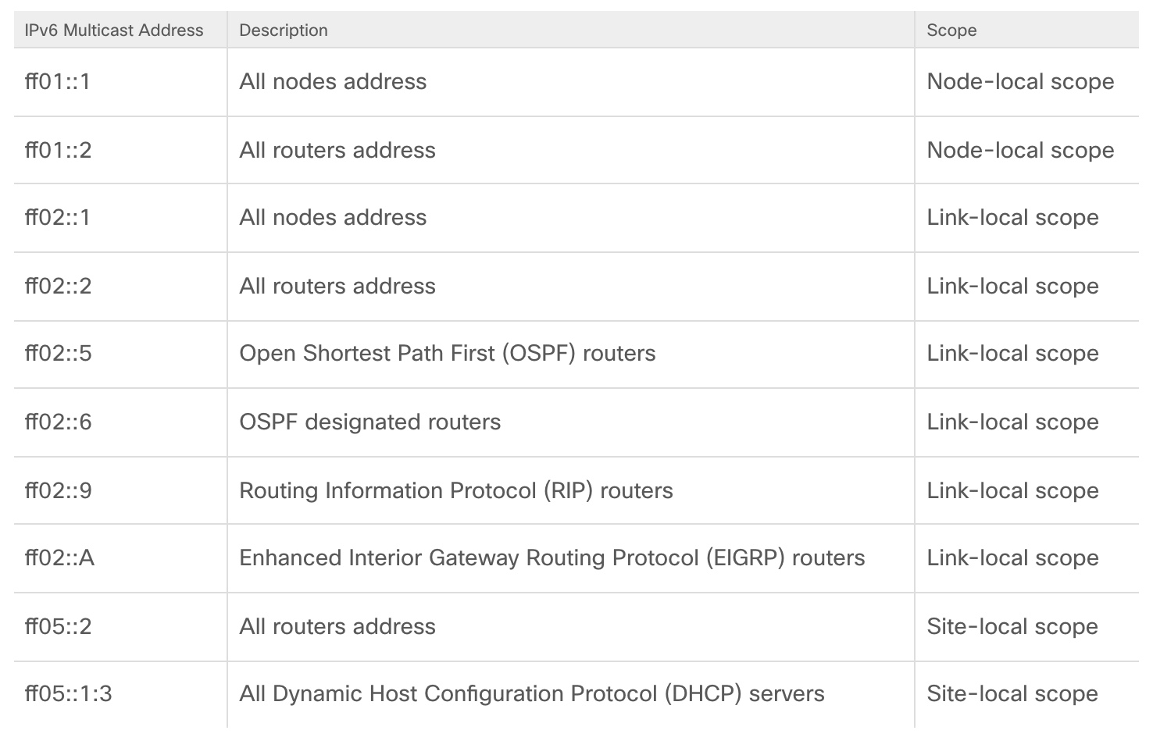 IPv6 Multicast Address Description Scope
ff01::1 All nodes address Node-local scope
ff01::2 All routers address Node-local scope
ff02::1 All nodes address Link-local scope
ff02::2 All routers address Link-local scope
ff02::5 Open Shortest Path First (OSPF) routers Link-local scope
ff02::6 OSPF designated routers Link-local scope
ff02::9 Routing Information Protocol (RIP) routers Link-local scope
ff02::A Enhanced Interior Gateway Routing Protocol (EIGRP) routers Link-local scope
ff05::2 All routers address Site-local scope
ff05::1:3 All Dynamic Host Configuration Protocol (DHCP) servers Site-local scope